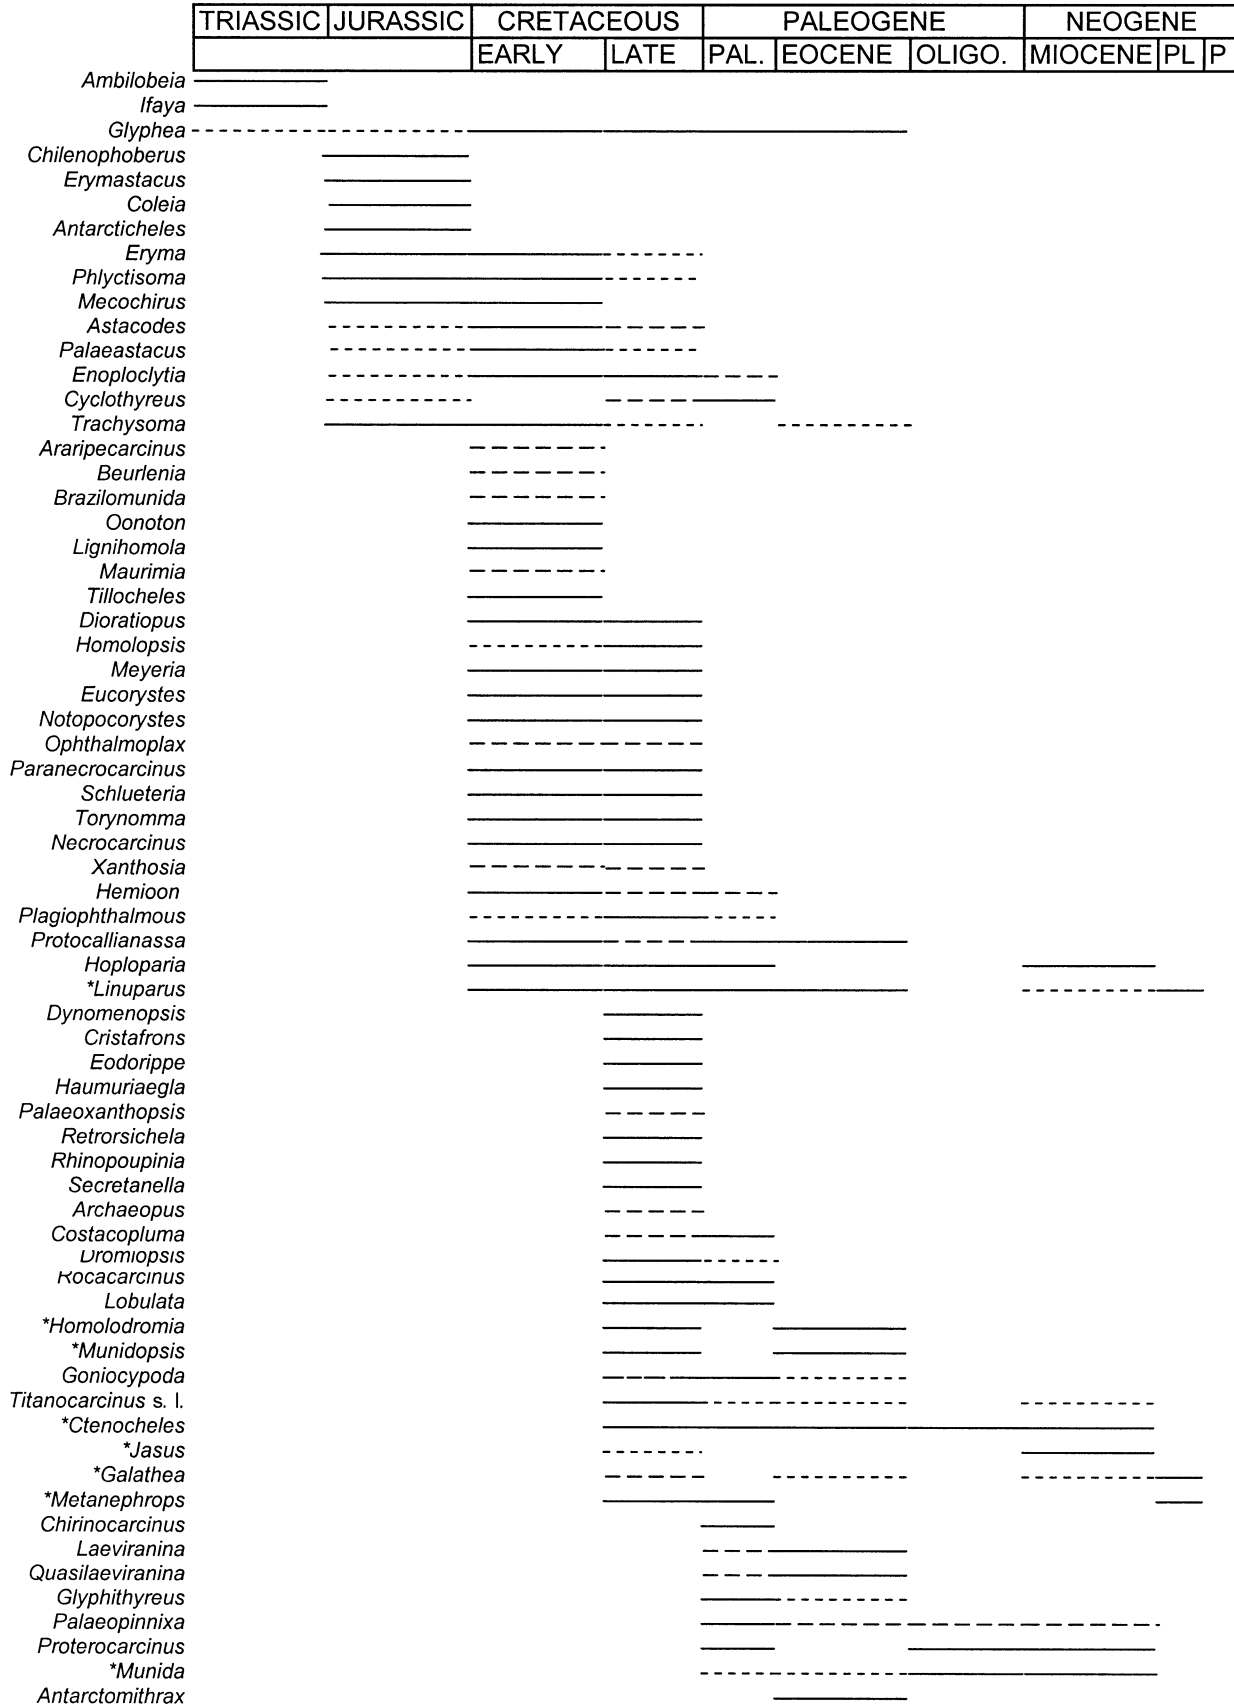 TRIASSIC JURASSIC CRETACEOUS PALEOGENE NEOGENE
EARLY LATE PAL. EOCENE OLIGO. MIOCENE PL P
Ambilobeia
Ifaya
Glyphea
Chilenophoberus
Erymastacus
Coleia
Antarcticheles
Eryma
Phlyctisoma
Mecochirus
Astacodes
Palaeastacus
Enoploclytia
Cyclothyreus
Trachysoma
Araripecarcinus
Beurlenia
Brazilomunida
Oonoton
Lignihomola
Maurimia
Tillocheles
Dioratiopus
Homolopsis
Meyeria
Eucorystes
Notopocorystes
Ophthalmoplax
Paranecrocarcinus
Schlueteria
Torynomma
Necrocarcinus
Xanthosia
Hemioon
Plagiophthalmous
Protocallianassa
Hoploparia
*Linuparus
Dynomenopsis
Cristafrons
Eodorippe
Haumuriaegla
Palaeoxanthopsis
Retrorsichela
Rhinopoupinia
Secretanella
Archaeopus
Costacopluma
Dromiopsis
Rocacarcinus
Lobulata
*Homolodromia
*Munidopsis
Goniocypoda
Titanocarcinus s. l.
*Ctenocheles
*Jasus
*Galathea
*Metanephrops
Chirinocarcinus
Laeviranina
Quasilaeviranina
Glyphithyreus
Palaeopinnixa
Proterocarcinus
*Munida
Antarctomithrax